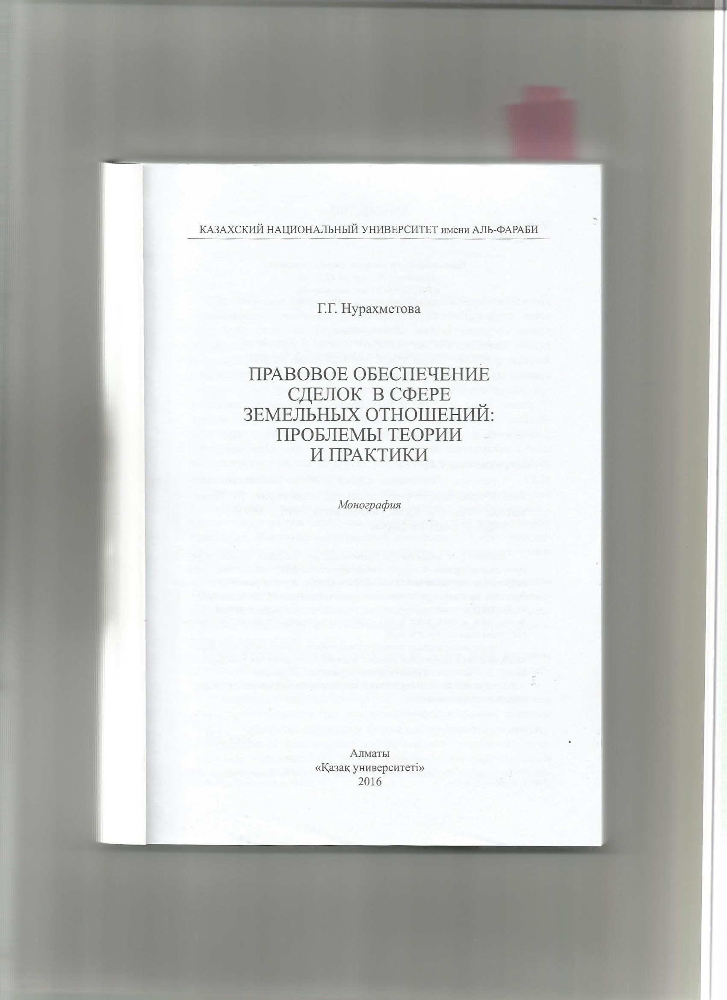 КАЗАХСКИЙ НАЦИОНАЛЬНЫЙ УНИВЕРСИТЕТ имени АЛЬ-ФАРАБИ
Г.Г. Нурахметова
ПРАВОВОЕ ОБЕСПЕЧЕНИЕ
СДЕЛОК В СФЕРЕ
ЗЕМЕЛЬНЫХ ОТНОШЕНИЙ:
ПРОБЛЕМЫ ТЕОРИИ
И ПРАКТИКИ
Монография
Алматы
«Қазақ университеті»
2016